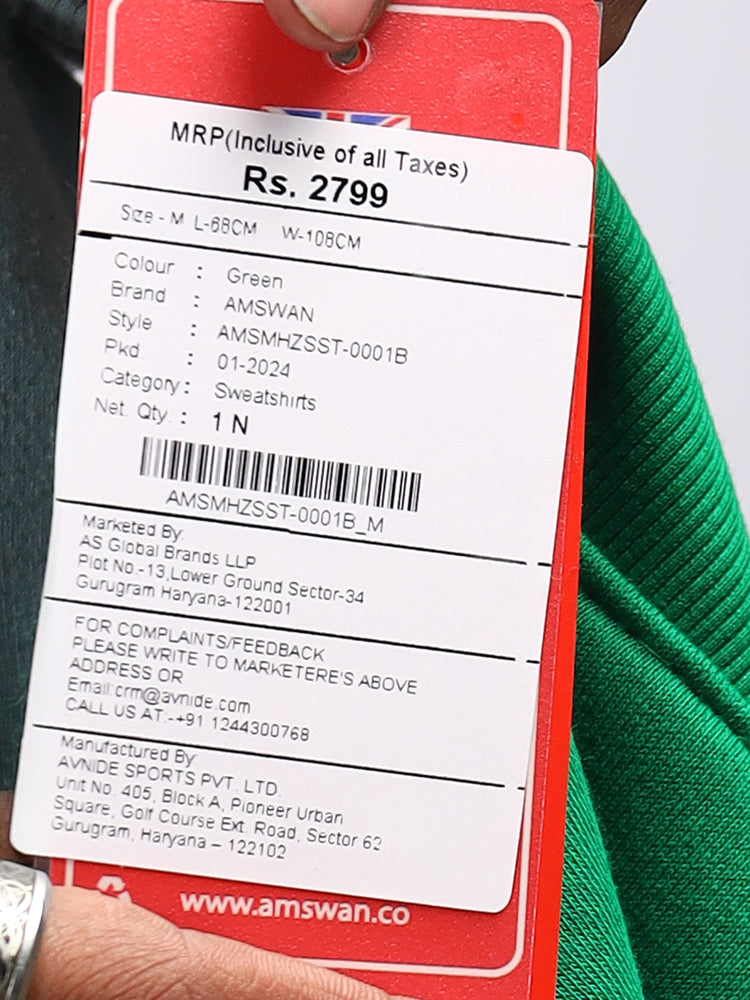 MRP(Inclusive of all Taxes)
Rs. 2799
Size - M L-68CM W-108CM
Colour : Green
Brand : AMSWAN
Style : AMSMHZSST-0001B
Pkd. : 01-2024
Category : Sweatshirts
Net. Qty. : 1 N
AMSMHZSST-0001B_M
Marketed By:
AS Global Brands LLP
Plot No.-13,Lower Ground Sector-34
Gurugram Haryana-122001
FOR COMPLAINTS/FEEDBACK
PLEASE WRITE TO MARKETERE'S ABOVE
ADDRESS OR
Email:crm@avnide.com
CALL US AT:-+91 1244300768
Manufactured By:
AVNIDE SPORTS PVT. LTD.
Unit No. 405, Block A, Pioneer Urban
Square, Golf Course Ext. Road, Sector 62
Gurugram, Haryana – 122102
www.amswan.co